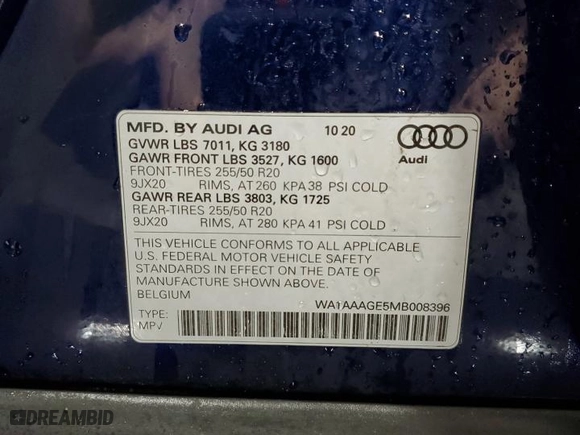 MFD. BY AUDI AG 10 20
GVWR LBS 7011, KG 3180
GAWR FRONT LBS 3527, KG 1600
Audi
FRONT-TIRES 255/50 R20
9JX20 RIMS, AT 260 KPA 38 PSI COLD
GAWR REAR LBS 3803, KG 1725
REAR-TIRES 255/50 R20
9JX20 RIMS, AT 280 KPA 41 PSI COLD
THIS VEHICLE CONFORMS TO ALL APPLICABLE
U.S. FEDERAL MOTOR VEHICLE SAFETY
STANDARDS IN EFFECT ON THE DATE OF
MANUFACTURE SHOWN ABOVE.
BELGIUM
WA1AAAGE5MB008396
TYPE:
MPV
DREAMBID